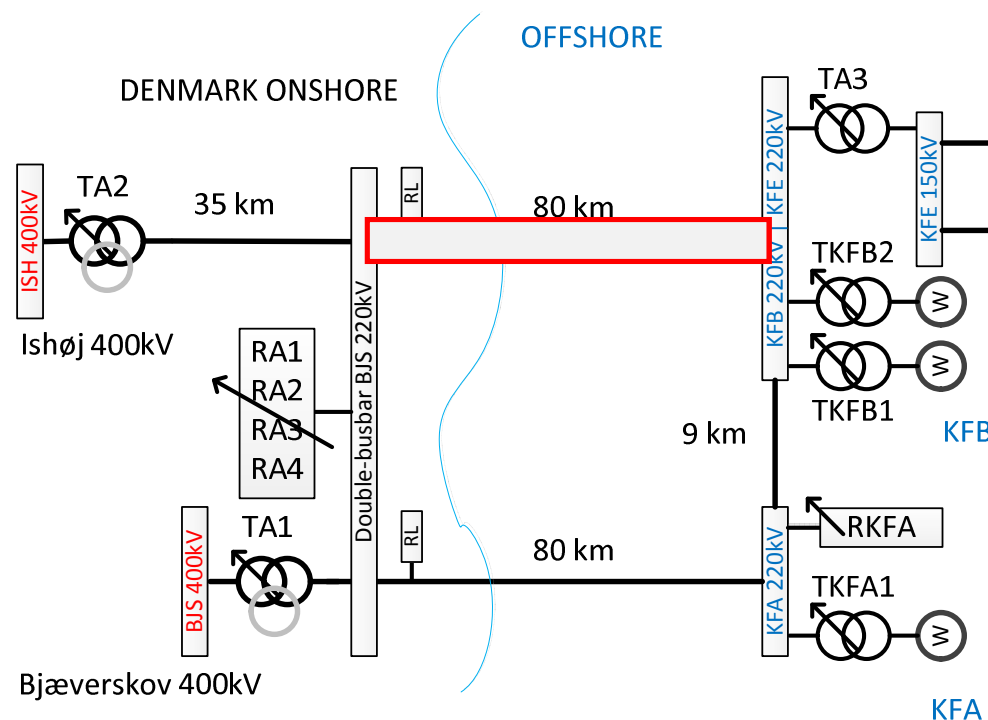 OFFSHORE
DENMARK ONSHORE
TA3
TA2
35 km
RL
80 km
KFE 220kV
KFE 150kV
ISH 400kV
Ishøj 400kV
Double-busbar BJS 220kV
KFB 220kV |
TKFB2
W
RA1
RA2
RA3
RA4
W
TKFB1
9 km
KFB
BJS 400kV
TA1
RL
80 km
KFA 220kV
RKFA
TKFA1
W
Bjæverskov 400kV
KFA